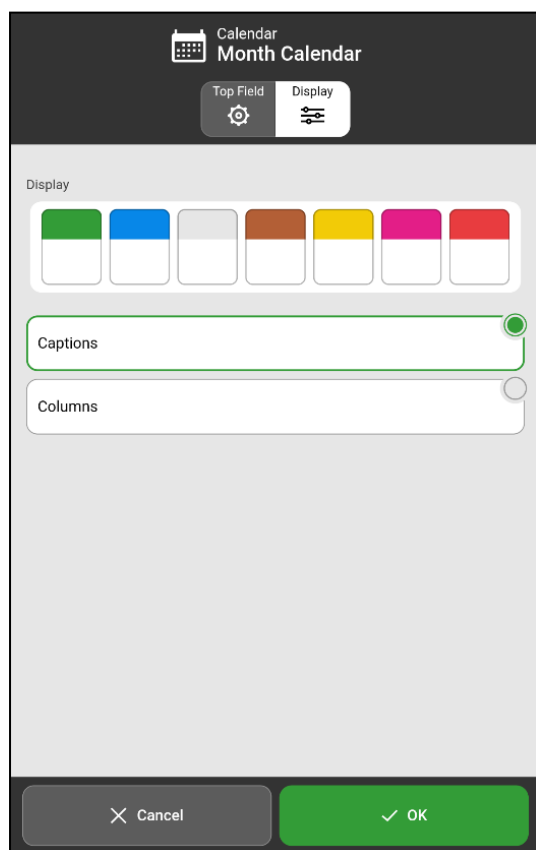 Calendar
Month Calendar
Top Field
Display
Display
Captions
Columns
Cancel
OK